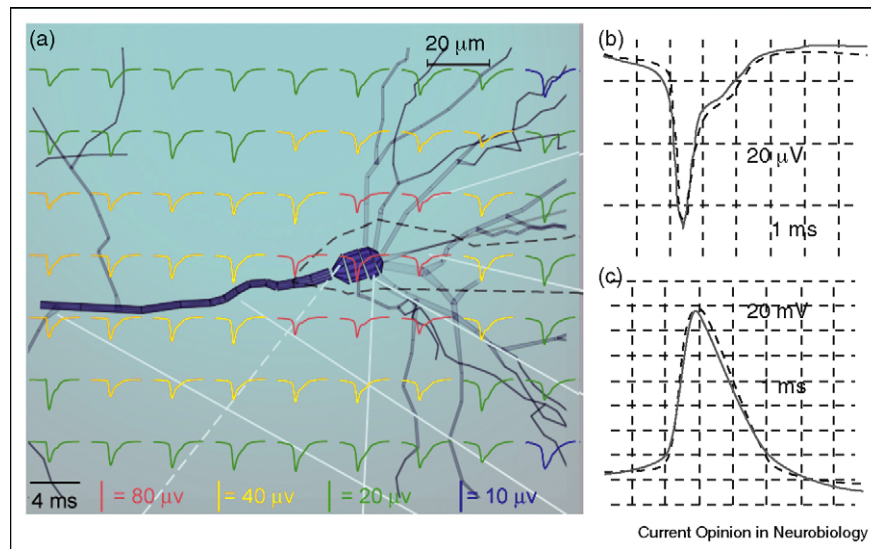 (a)
20 μm
4 ms
= 80 μv
= 40 μv
= 20 μv
= 10 μv
(b)
20 μV
1 ms
(c)
20 mV
1 ms
Current Opinion in Neurobiology